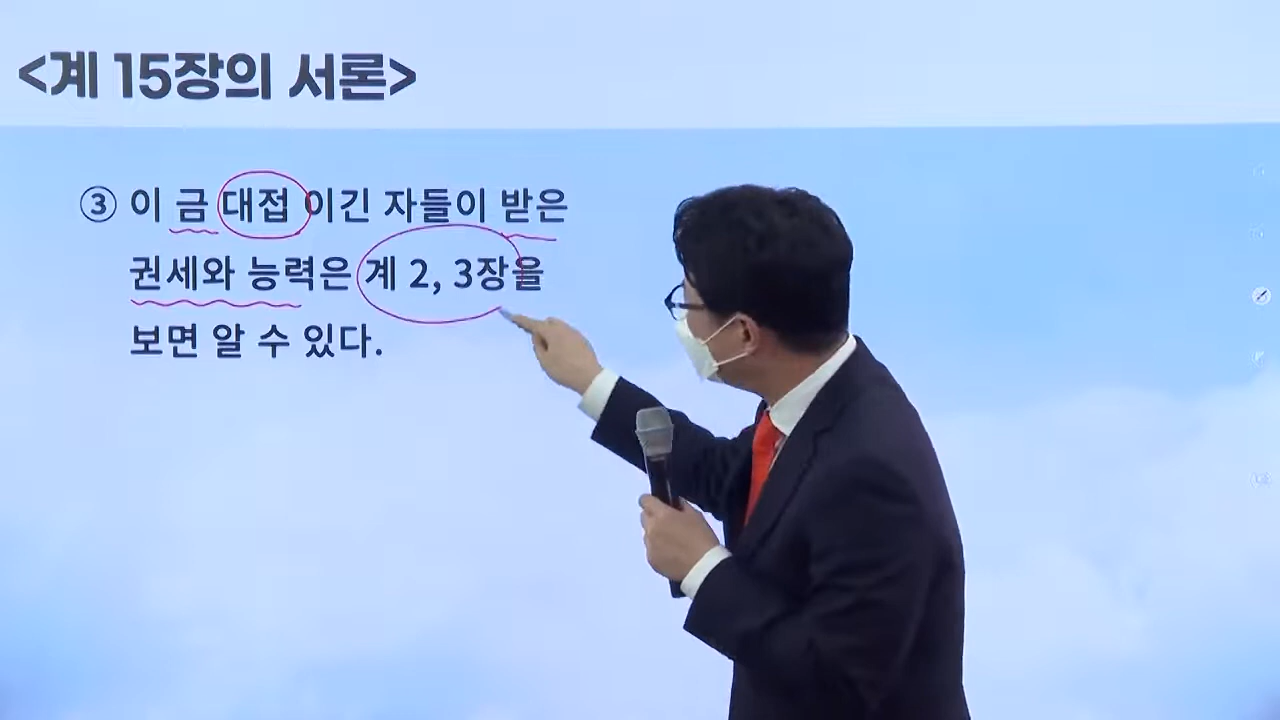 <계 15장의 서론>
③ 이 금 대접 이긴 자들이 받은
권세와 능력은 계 2, 3장을
보면 알 수 있다.